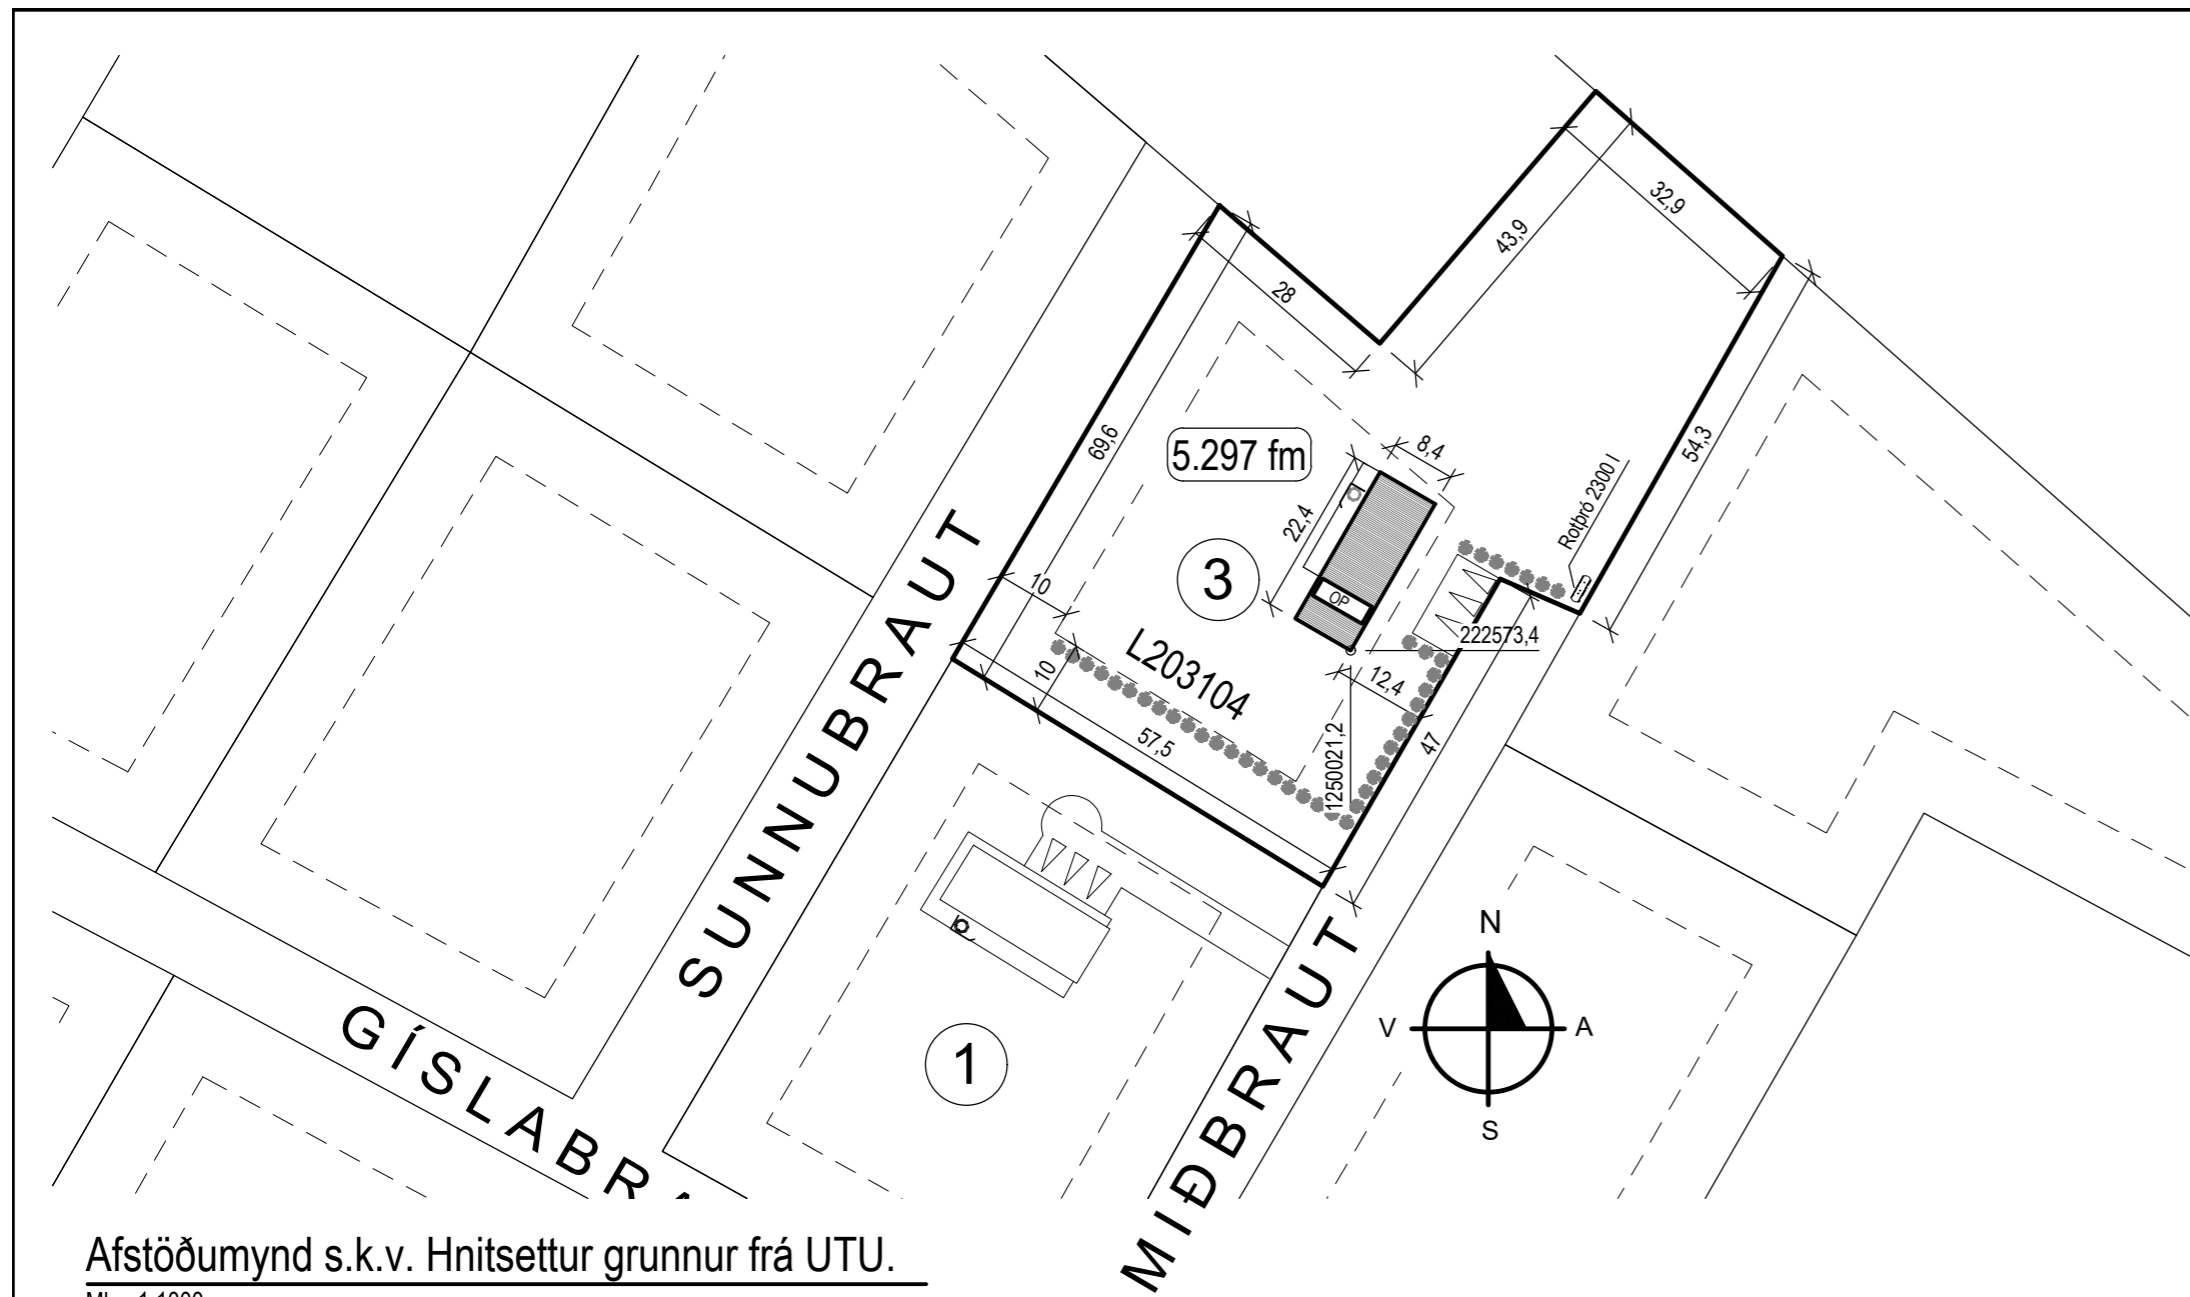 32,9
43,9
28
69,6
5.297 fm
8,4
54,3
Rotþró 2300 l
22,4
3
10
OP
222573,4
L203104
10
12,4
57,5
1250021,2
47
SUNNUBRAUT
GÍSLABRA
1
MIÐBRAUT
N
V
A
S
Afstöðumynd s.k.v. Hnitsettur grunnur frá UTU.